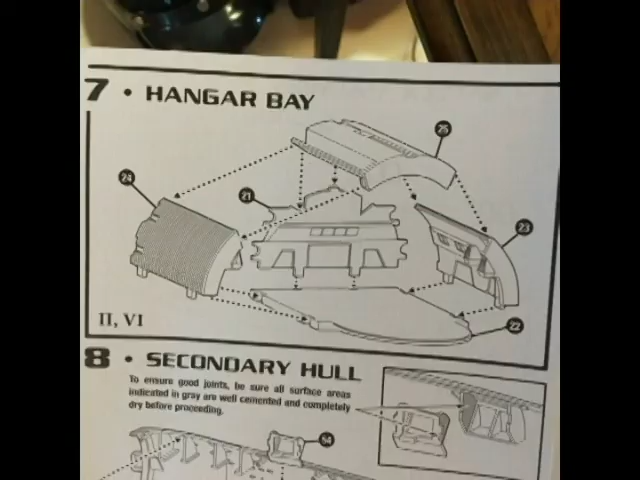 7 • HANGAR BAY
25
24
21
23
22
II, VI
8 • SECONDARY HULL
To ensure good joints, be sure all surface areas
indicated in gray are well cemented and completely
dry before proceeding.
54